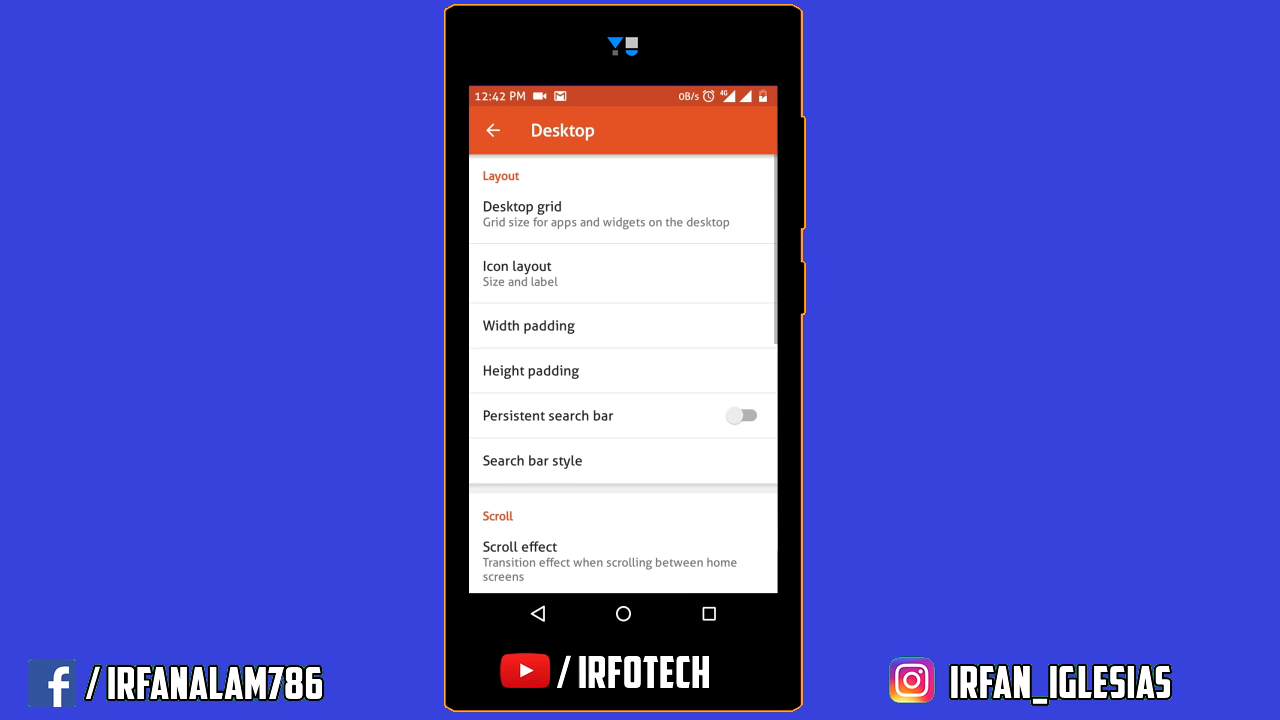 12:42 PM 0B/s 4G
Desktop
Layout
Desktop grid
Grid size for apps and widgets on the desktop
Icon layout
Size and label
Width padding
Height padding
Persistent search bar
Search bar style
Scroll
Scroll effect
Transition effect when scrolling between home
screens
/ IRFANALAM786
/ IRFOTECH
IRFAN_IGLESIAS